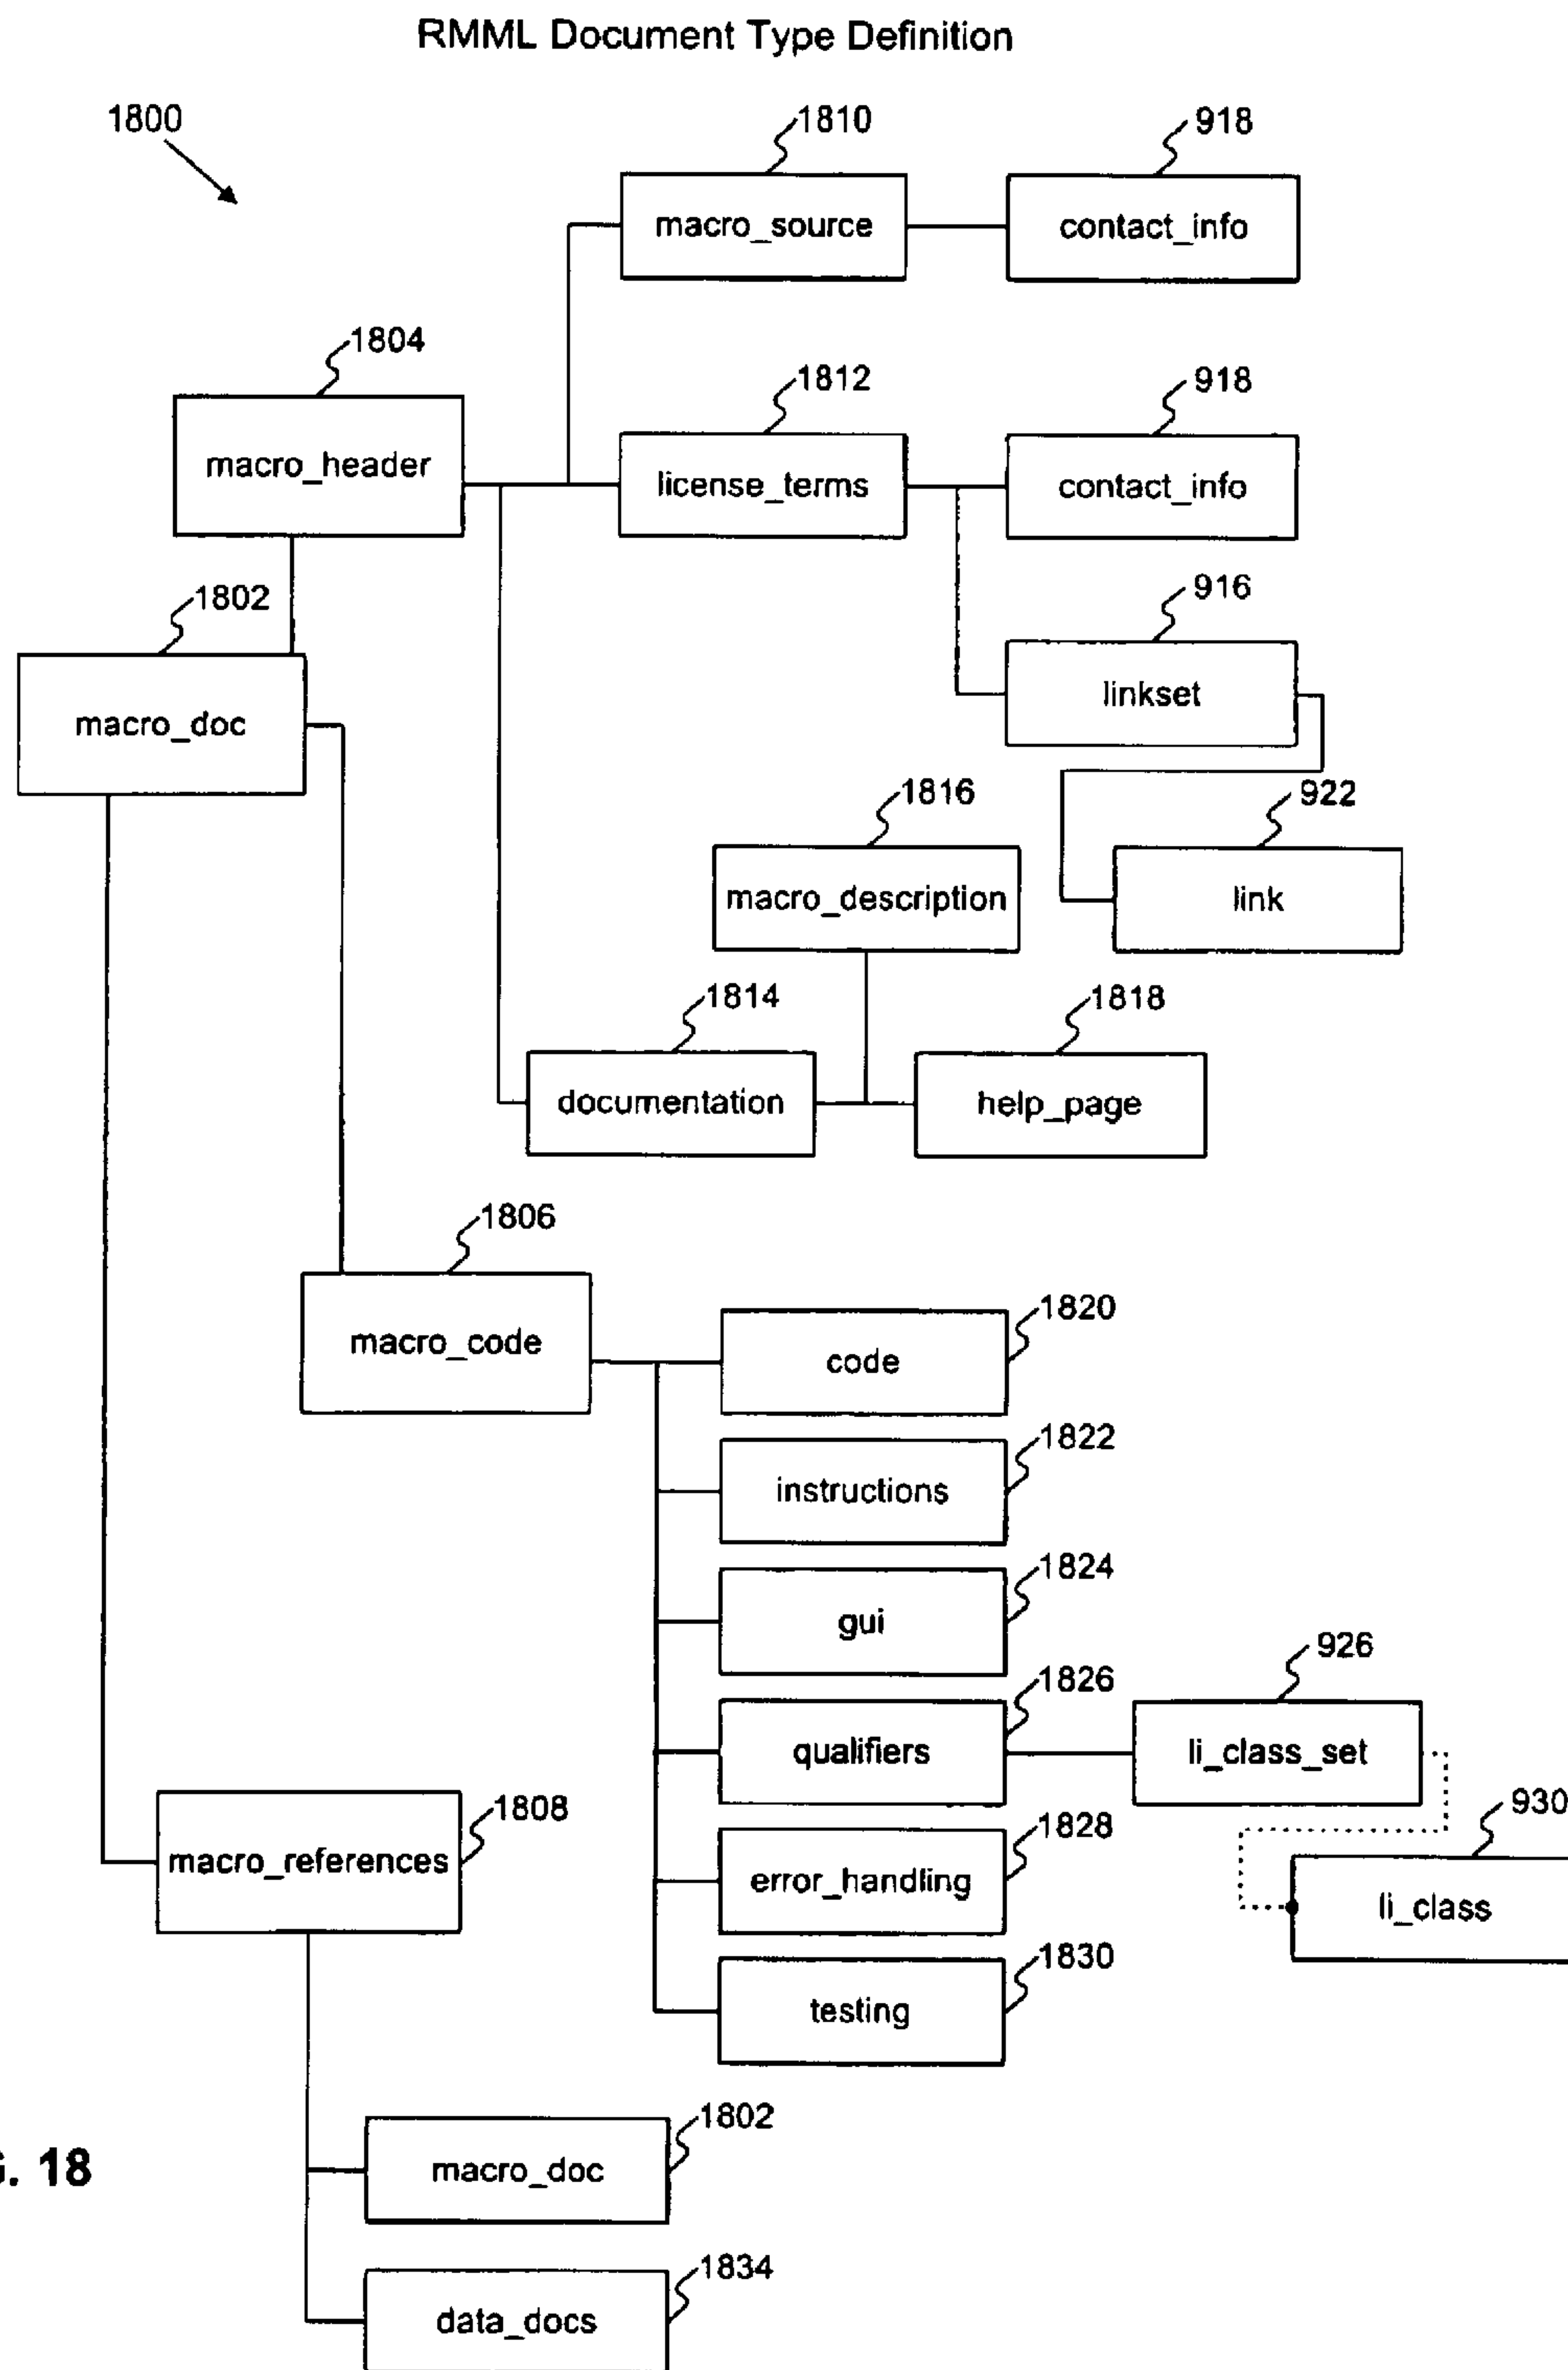 RMML Document Type Definition
1800
1810
918
macro_source
contact_info
1804
1812
918
macro_header
license_terms
contact_info
1802
916
macro_doc
linkset
1816
922
macro_description
link
1814
1818
documentation
help_page
1806
1820
macro_code
code
1822
instructions
1824
gui
926
1826
qualifiers
li_class_set
1808
1828
930
macro_references
error_handling
li_class
1830
testing
1802
macro_doc
. 18
1834
data_docs